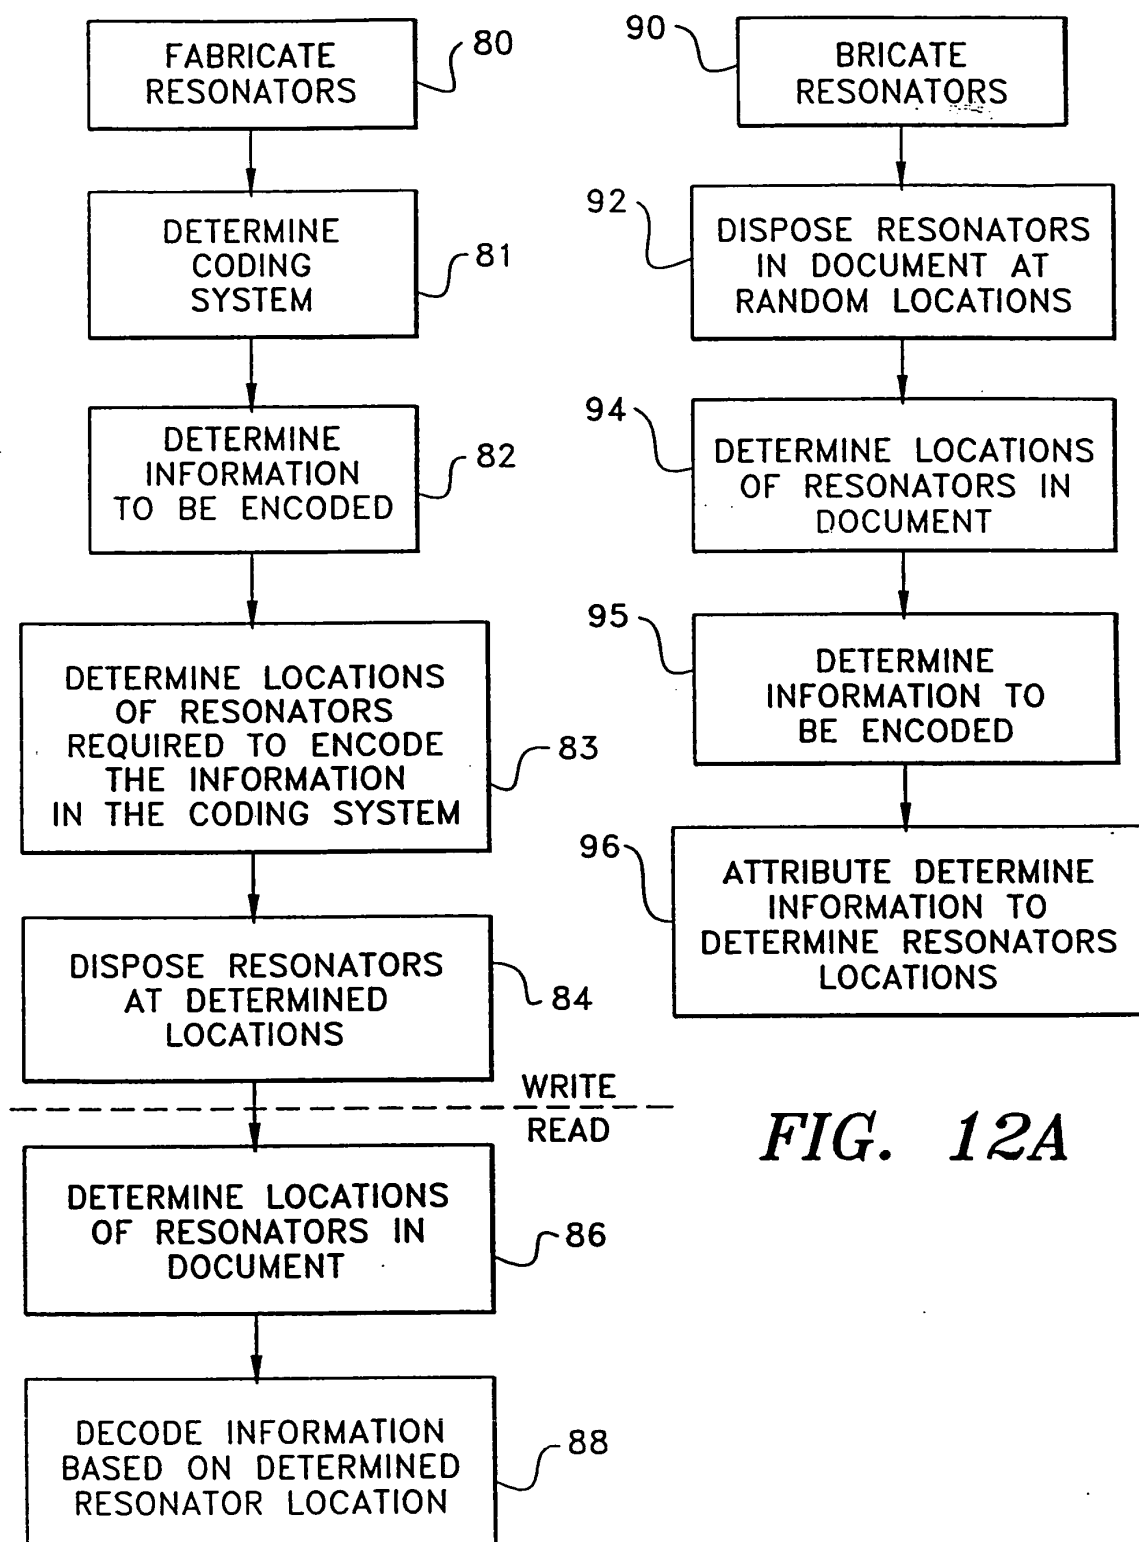 FABRICATE
RESONATORS
80
DETERMINE
CODING
SYSTEM
81
DETERMINE
INFORMATION
TO BE ENCODED
82
DETERMINE LOCATIONS
OF RESONATORS
REQUIRED TO ENCODE
THE INFORMATION
IN THE CODING SYSTEM
83
DISPOSE RESONATORS
AT DETERMINED
LOCATIONS
84
WRITE
READ
DETERMINE LOCATIONS
OF RESONATORS IN
DOCUMENT
86
DECODE INFORMATION
BASED ON DETERMINED
RESONATOR LOCATION
88
90
BRICATE
RESONATORS
92
DISPOSE RESONATORS
IN DOCUMENT AT
RANDOM LOCATIONS
94
DETERMINE LOCATIONS
OF RESONATORS IN
DOCUMENT
95
DETERMINE
INFORMATION TO
BE ENCODED
96
ATTRIBUTE DETERMINE
INFORMATION TO
DETERMINE RESONATORS
LOCATIONS
FIG. 12A